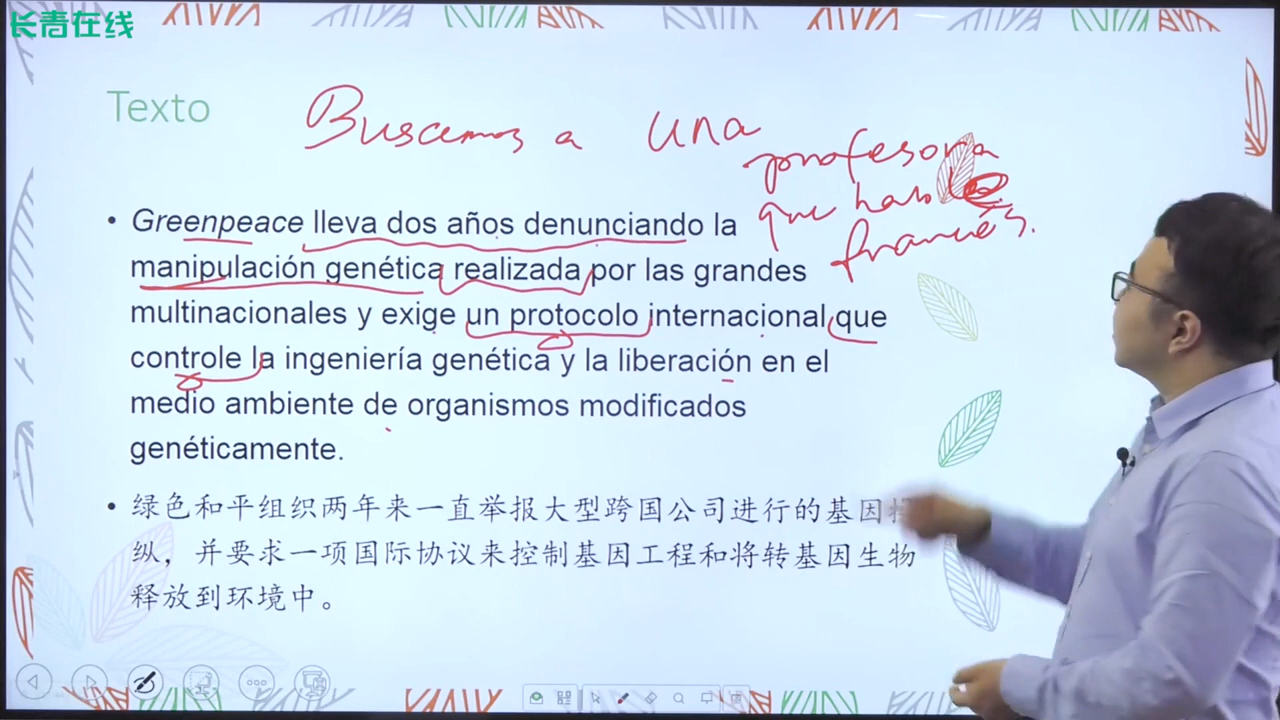 长青在线
Texto
Buscemos a una
profesora
que hable
francés.
• Greenpeace lleva dos años denunciando la
manipulación genética realizada por las grandes
multinacionales y exige un protocolo internacional que
controle la ingeniería genética y la liberación en el
medio ambiente de organismos modificados
genéticamente.
• 绿色和平组织两年来一直举报大型跨国公司进行的基因操
纵，并要求一项国际协议来控制基因工程和将转基因生物
释放到环境中。